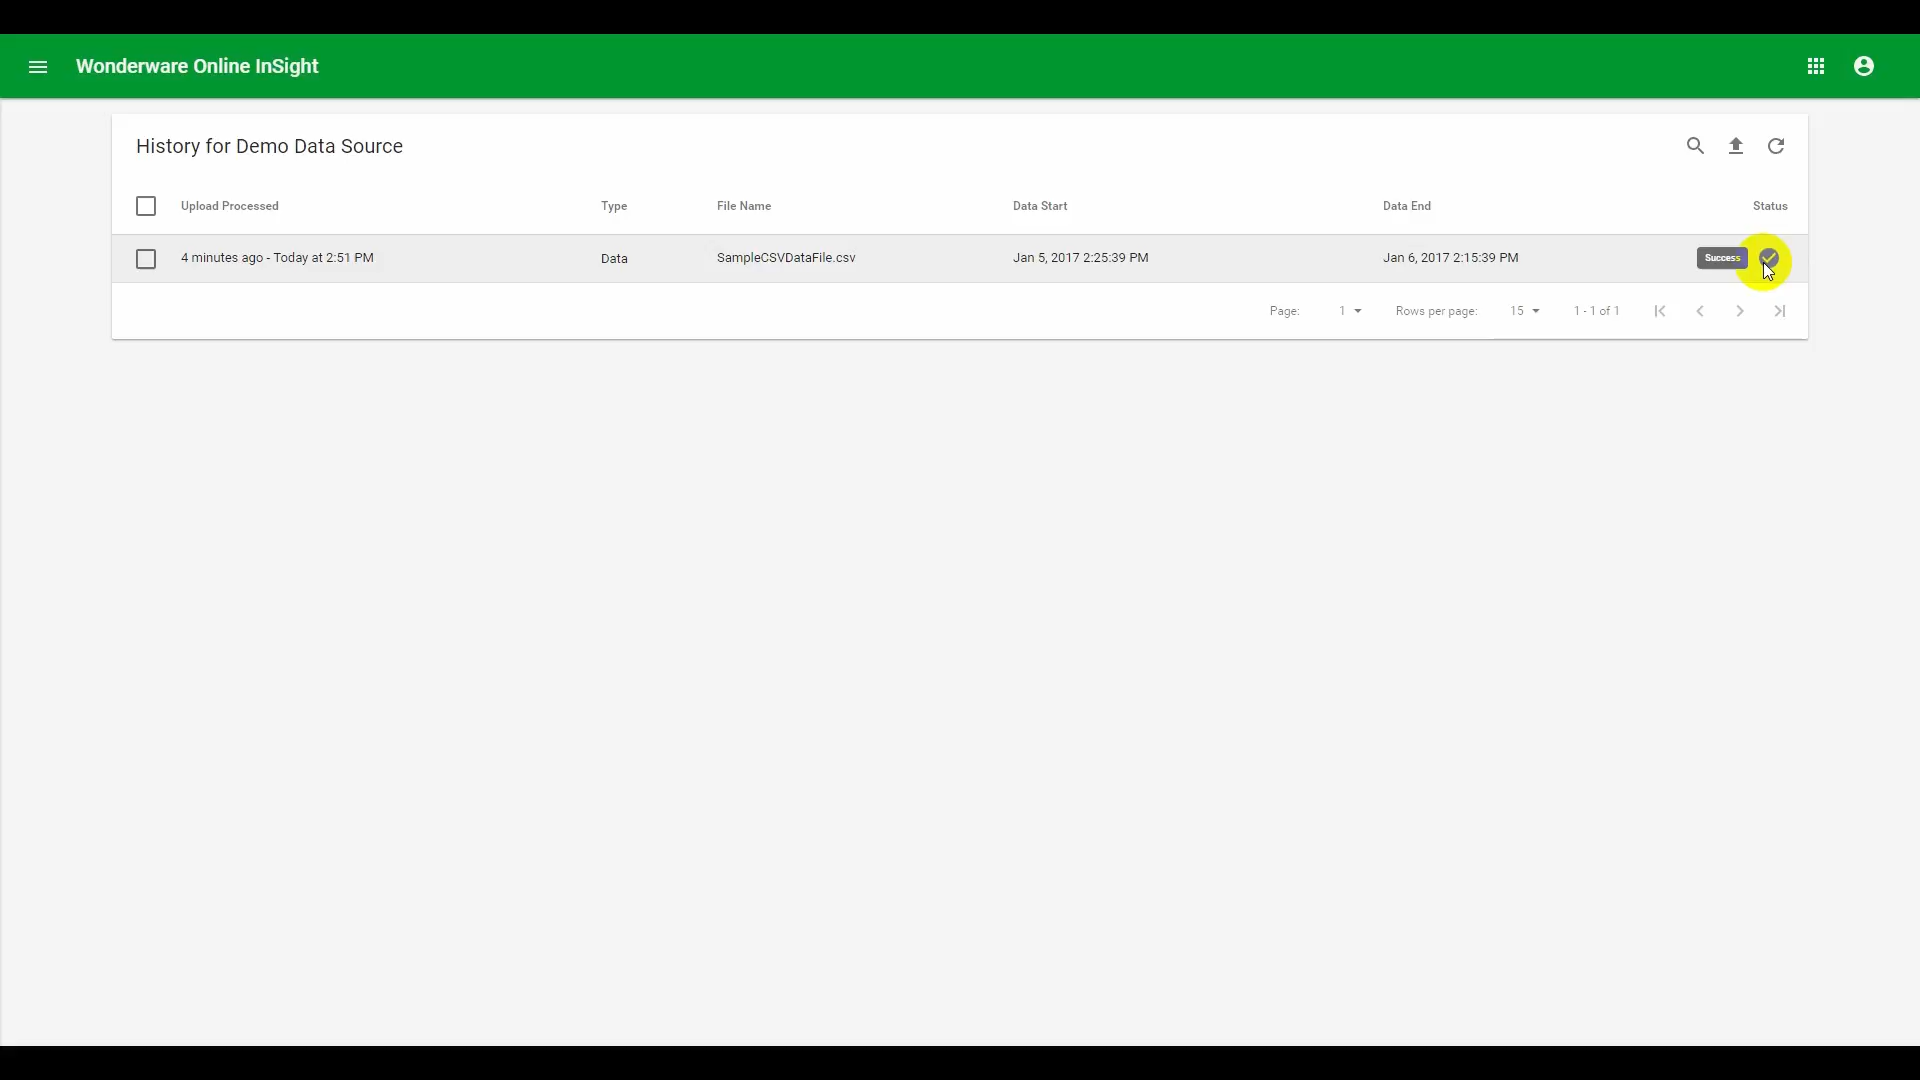 Wonderware Online InSight
History for Demo Data Source
Upload Processed Type File Name Data Start Data End Status
4 minutes ago - Today at 2:51 PM Data SampleCSVDataFile.csv Jan 5, 2017 2:25:39 PM Jan 6, 2017 2:15:39 PM Success
Page: 1 Rows per page: 15 1 - 1 of 1